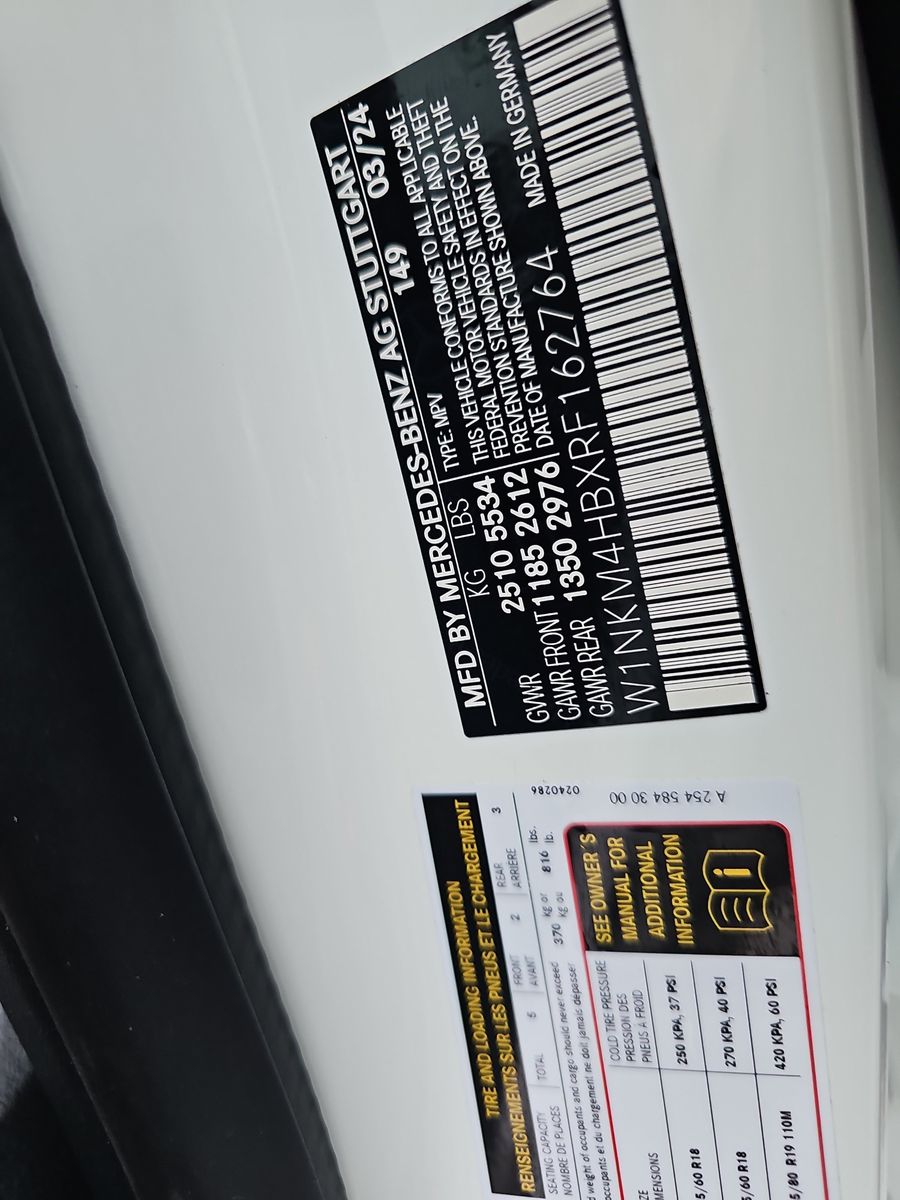 MFD BY MERCEDES-BENZ AG STUTTGART
KG LBS 149 03/24
GVWR 2510 5534
GAWR FRONT 1185 2612
GAWR REAR 1350 2976
TYPE: MPV
THIS VEHICLE CONFORMS TO ALL APPLICABLE
FEDERAL MOTOR VEHICLE SAFETY AND THEFT
PREVENTION STANDARDS IN EFFECT ON THE
DATE OF MANUFACTURE SHOWN ABOVE.
MADE IN GERMANY
W1NKM4HBXRF162764
TIRE AND LOADING INFORMATION
RENSEIGNEMENTS SUR LES PNEUS ET LE CHARGEMENT
SEATING CAPACITY
NOMBRE DE PLACES
TOTAL 5
FRONT
AVANT
2
REAR
ARRIÈRE
3
weight of occupants and cargo should never exceed 370 kg or 816 lbs.
occupants et du chargement ne doit jamais dépasser kg ou lb.
COLD TIRE PRESSURE
PRESSION DES
PNEUS A FROID
5/60 R18 250 KPA, 37 PSI
/60 R18 270 KPA, 40 PSI
/80 R19 110M 420 KPA, 60 PSI
SEE OWNER´S
MANUAL FOR
ADDITIONAL
INFORMATION
i
0240286
A 254 584 30 00